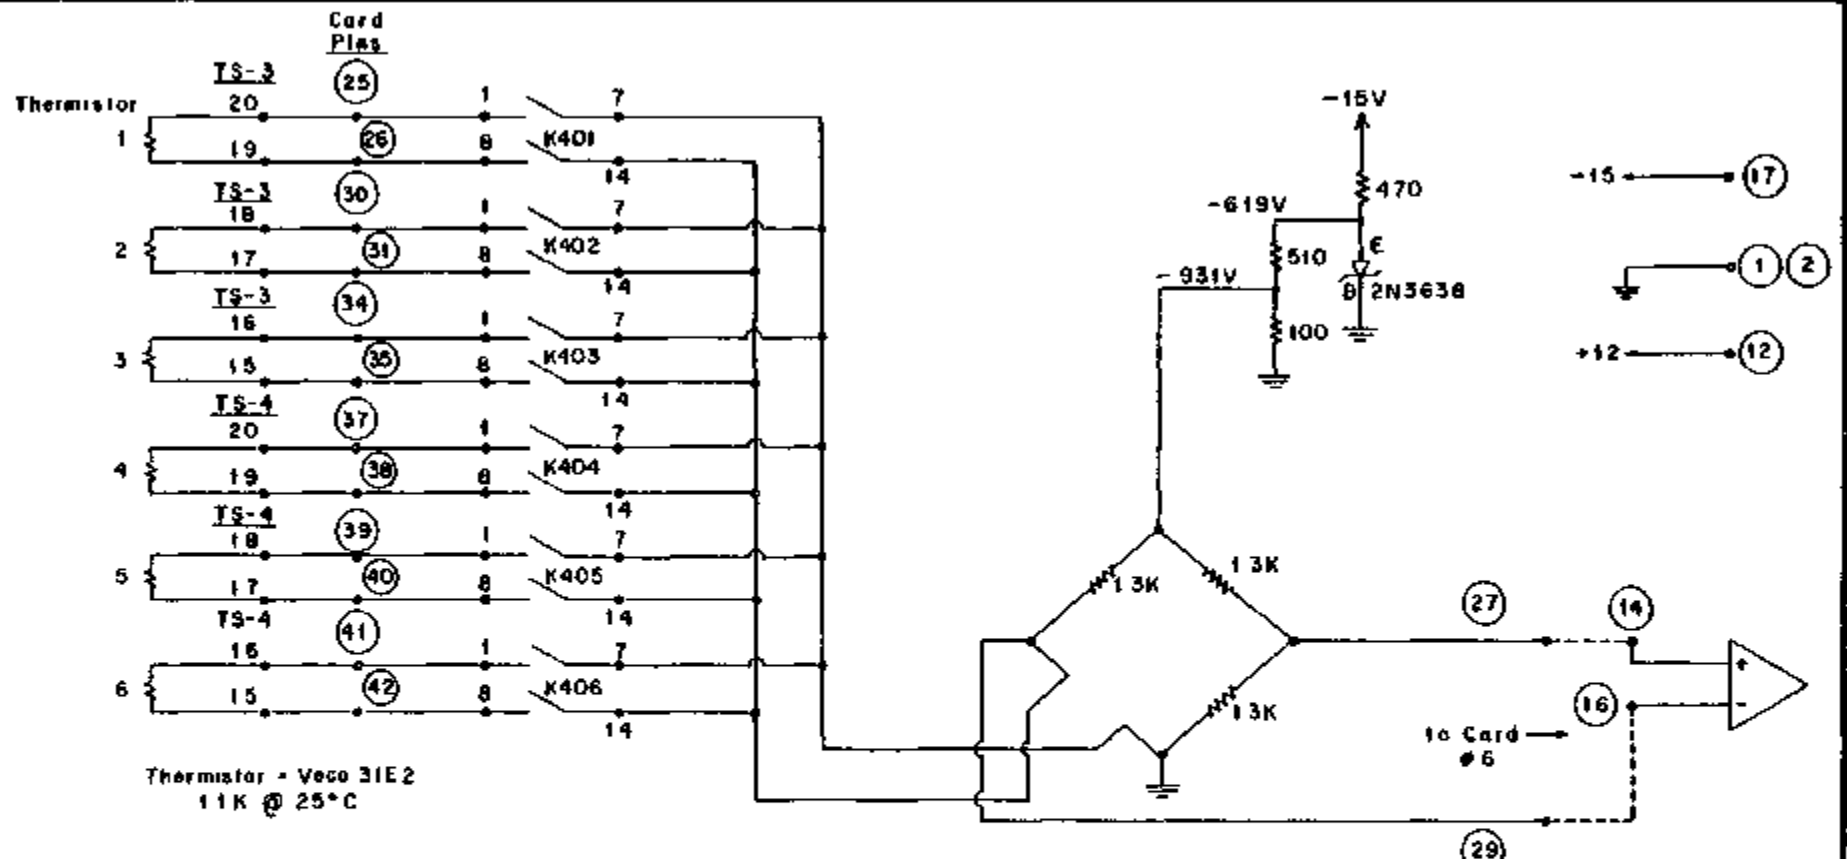 Card
Pins
Thermistor
TS-3
20
25
1
7
1
19
26
8
K401
14
TS-3
18
30
1
7
2
17
31
8
K402
14
TS-3
16
34
1
7
3
15
35
8
K403
14
TS-4
20
37
1
7
4
19
38
8
K404
14
TS-4
18
39
1
7
5
17
40
8
K405
14
TS-4
16
41
1
7
6
15
42
8
K406
14
Thermistor = Veco 31E2
11K @ 25°C
-15V
470
-619V
510
E
B
2N3638
-931V
100
-15
17
1
2
+12
12
13K
13K
13K
27
14
+
16
-
to Card
#6
29